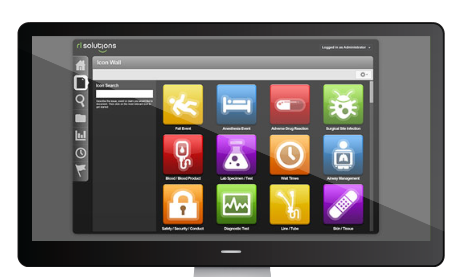 rl solutions
Logged in as Administrator
Icon Wall
Icon Search
Fall Event
Anesthesia Event
Adverse Drug Reaction
Surgical Site Infection
Blood / Blood Product
Lab Specimen / Test
Wait Times
Airway Management
Safety / Security / Conduct
Diagnostic Test
Line / Tube
Skin / Tissue